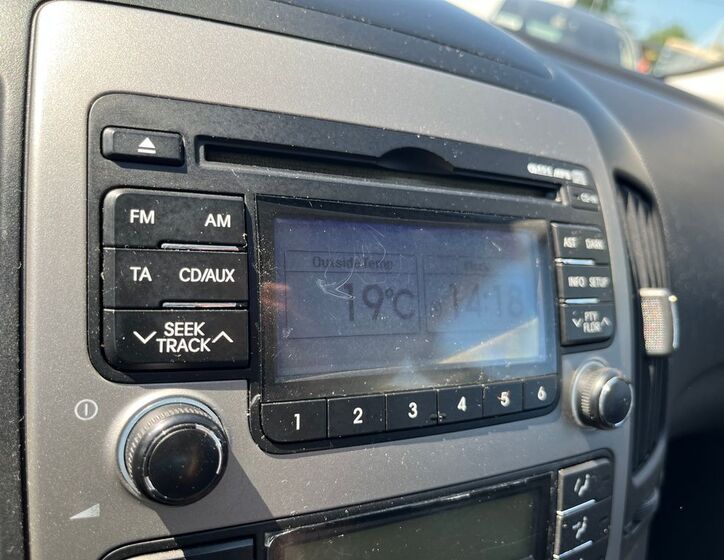 FM AM
TA CD/AUX
SEEK
TRACK
Outside Temp
19°C
14:18
AST DARK
INFO SETUP
PTY
FLDR
1 2 3 4 5 6